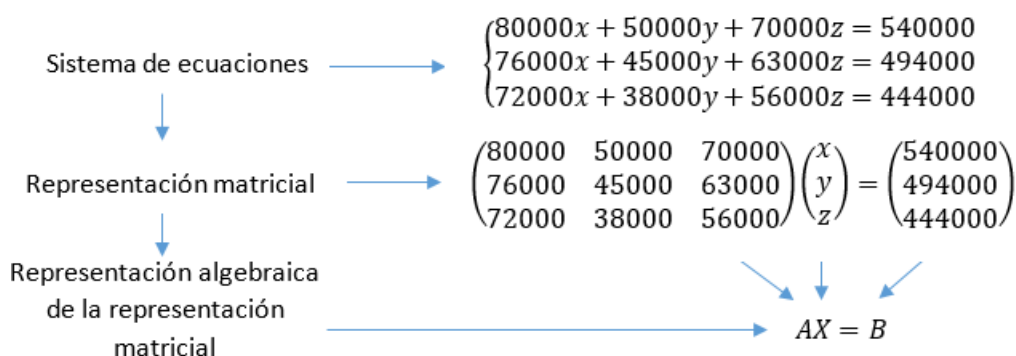 Sistema de ecuaciones
80000x + 50000y + 70000z = 540000
76000x + 45000y + 63000z = 494000
72000x + 38000y + 56000z = 444000
Representación matricial
80000 50000 70000 x 540000
76000 45000 63000 y = 494000
72000 38000 56000 z 444000
Representación algebraica
de la representación
matricial
AX = B